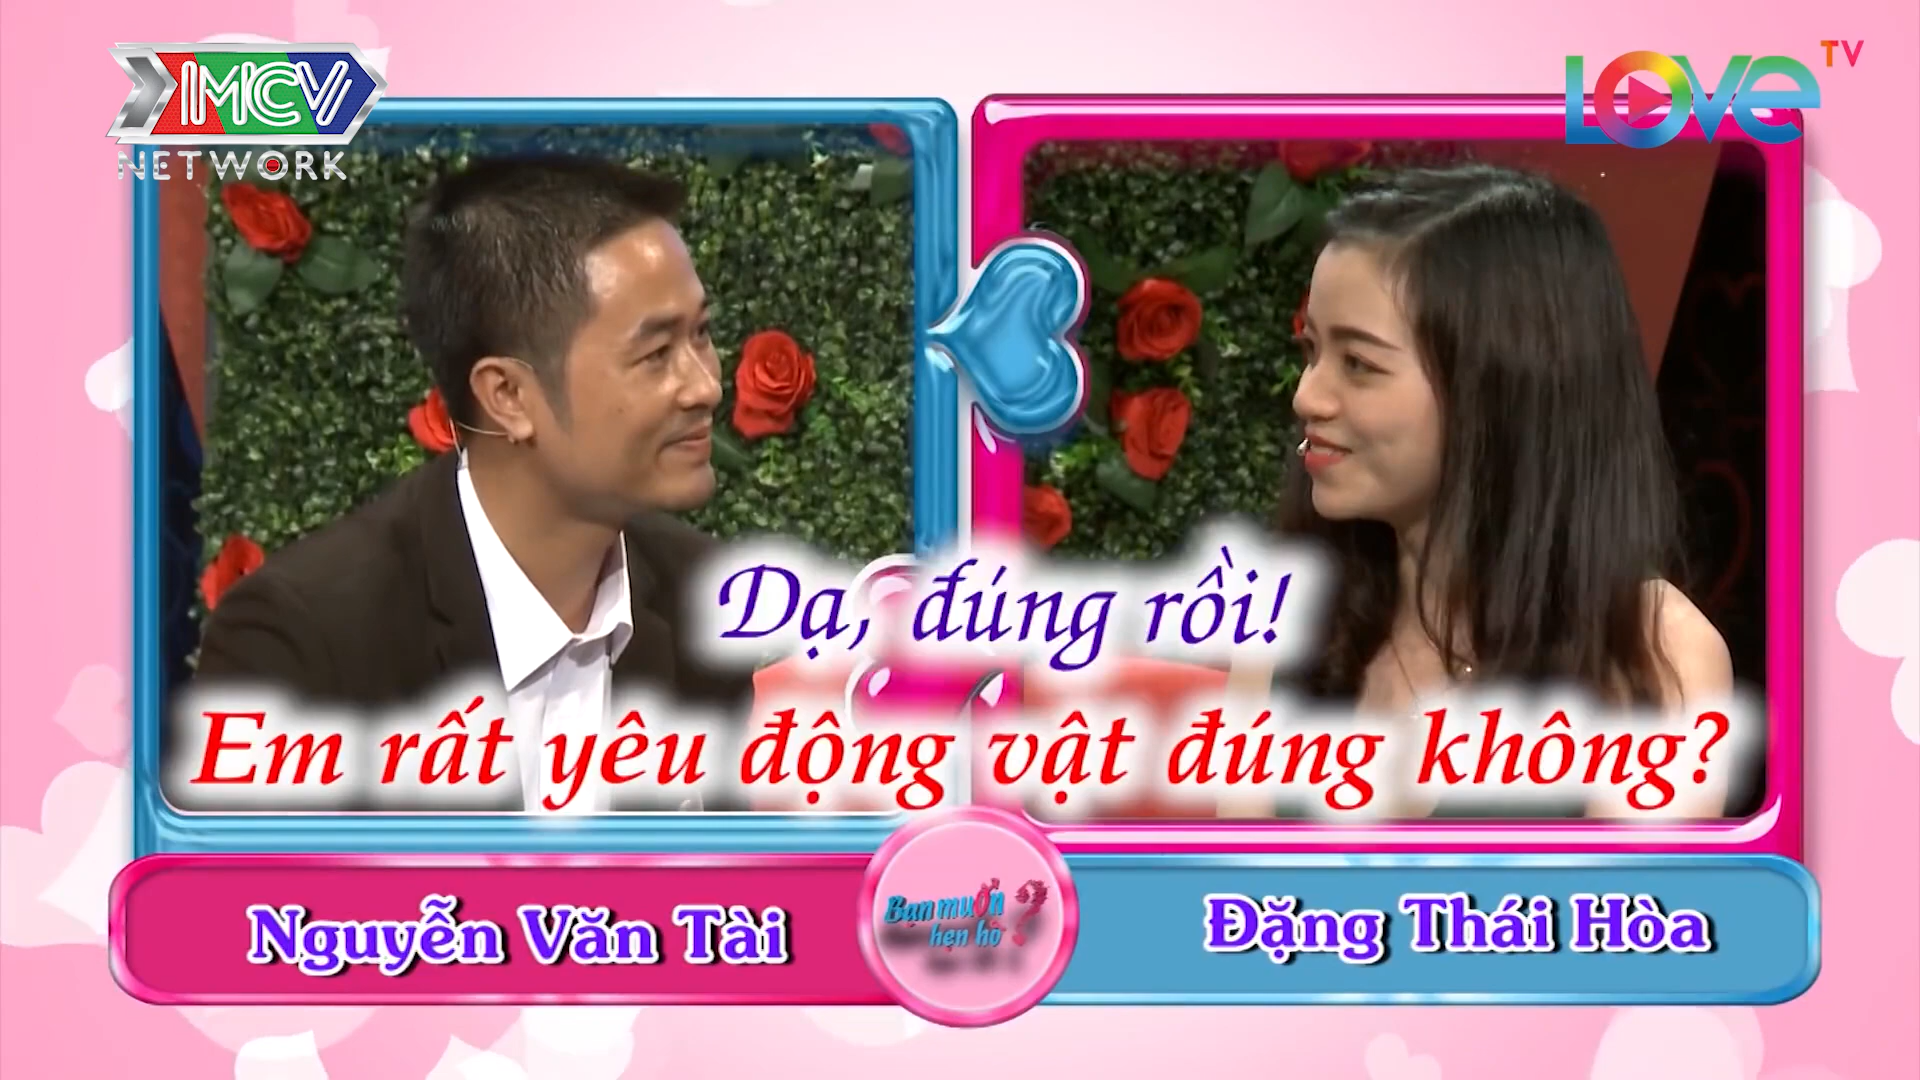 MCV
NETWORK
LOVE TV
Dạ, đúng rồi!
Em rất yêu động vật đúng không?
Nguyễn Văn Tài
Bạn muốn
hẹn hò ?
Đặng Thái Hòa